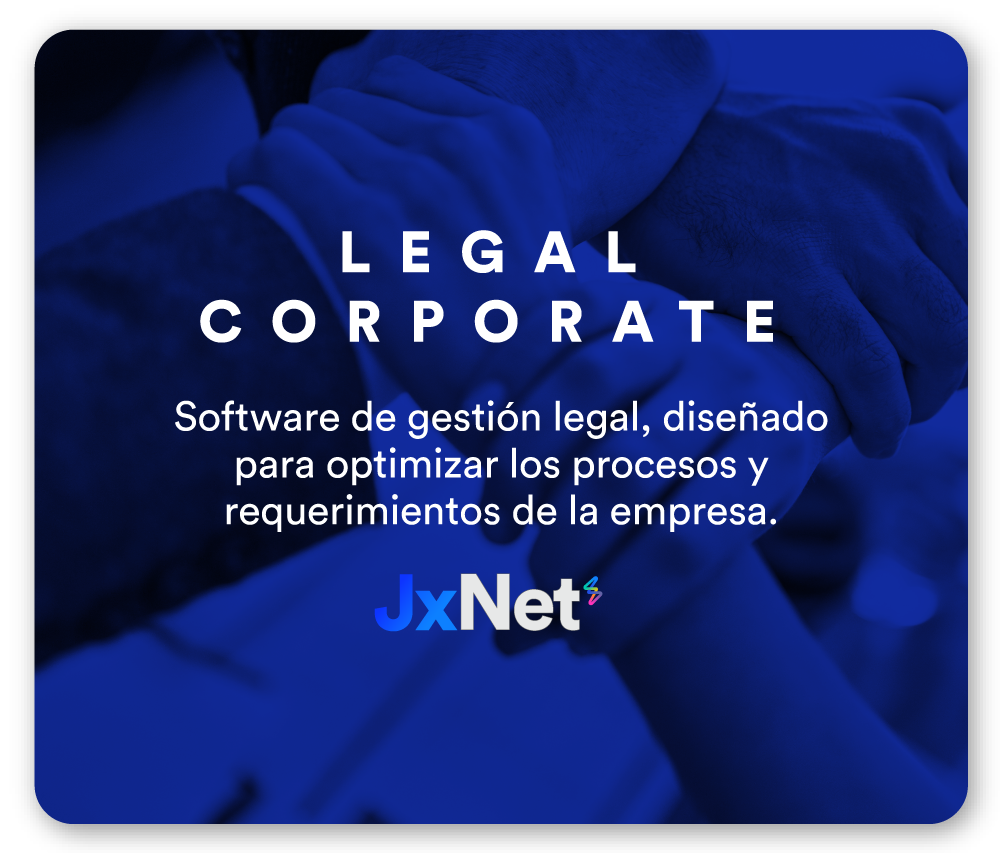 LEGAL
CORPORATE
Software de gestión legal, diseñado
para optimizar los procesos y
requerimientos de la empresa.
JxNet